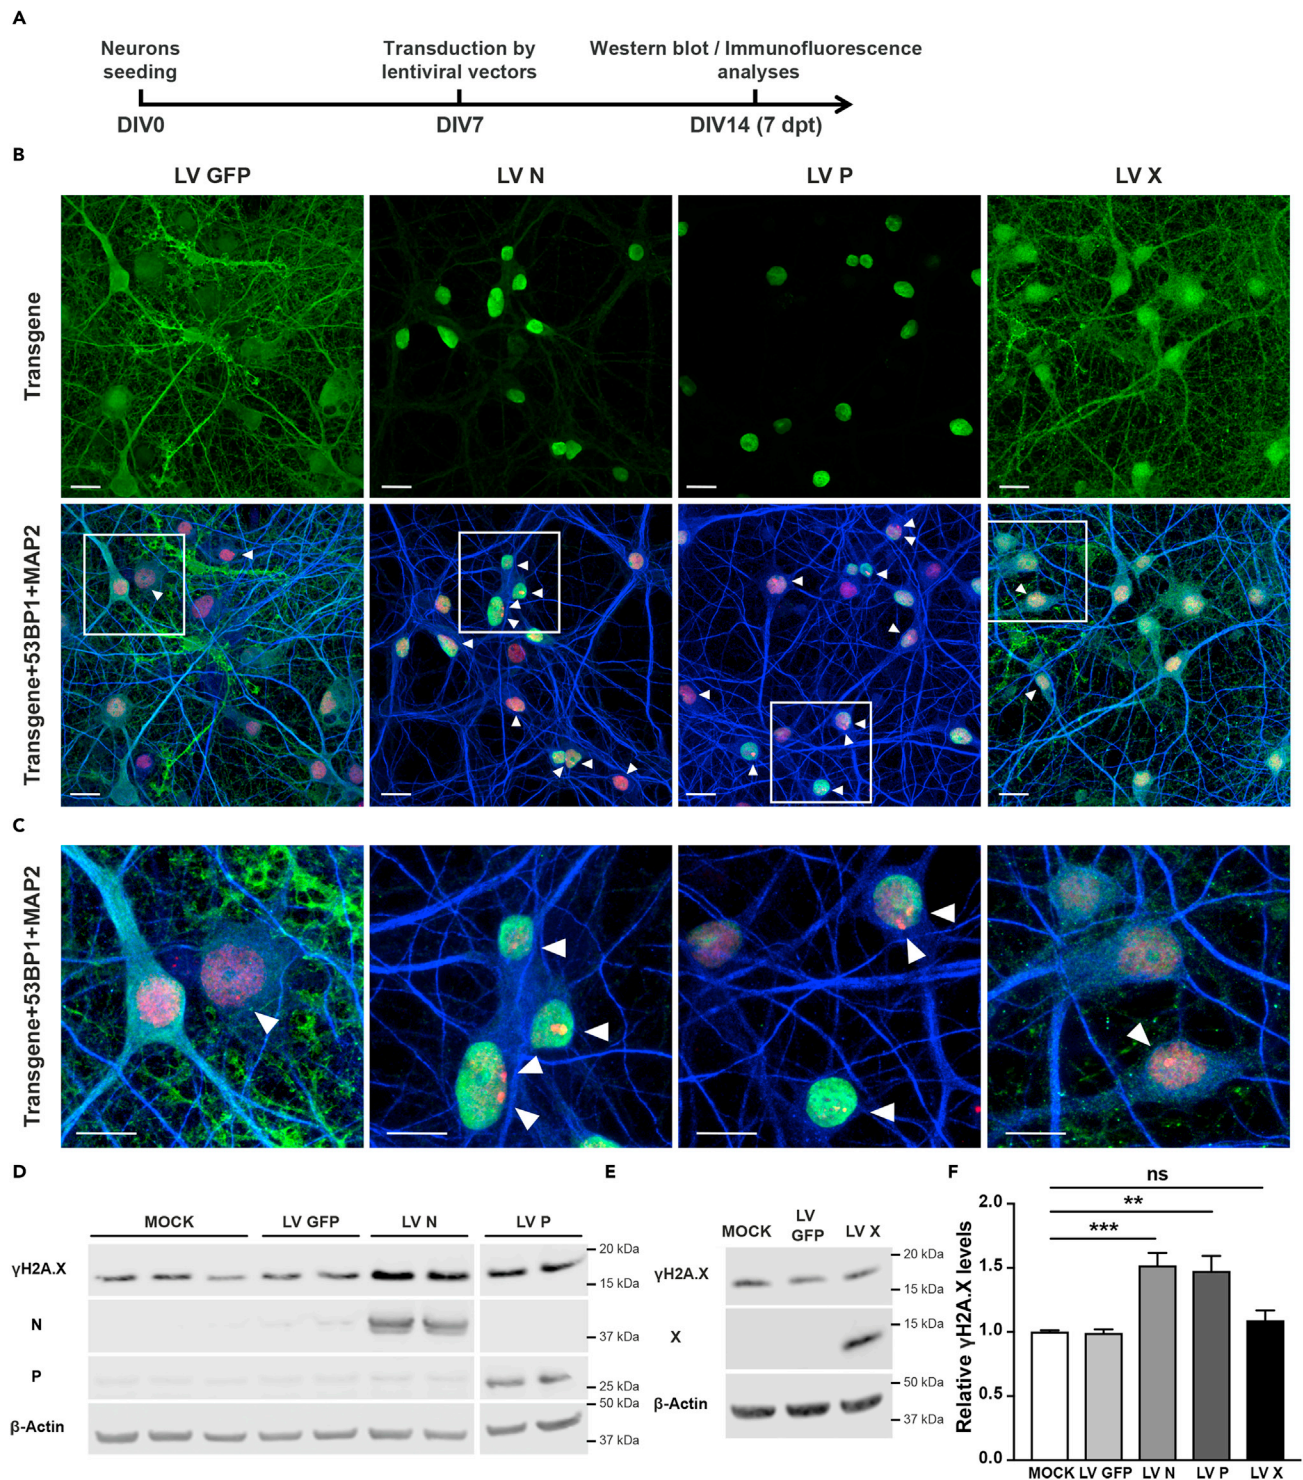 A
Neurons
seeding
Transduction by
lentiviral vectors
Western blot / Immunofluorescence
analyses
DIV0
DIV7
DIV14 (7 dpt)
B
LV GFP
LV N
LV P
LV X
Transgene
Transgene+53BP1+MAP2
C
Transgene+53BP1+MAP2
D
MOCK
LV GFP
LV N
LV P
γH2A.X
20 kDa
15 kDa
N
37 kDa
P
25 kDa
50 kDa
β-Actin
37 kDa
E
MOCK
LV
GFP
LV X
γH2A.X
20 kDa
15 kDa
X
15 kDa
β-Actin
50 kDa
37 kDa
F
ns
**
***
Relative γH2A.X levels
2.0
1.5
1.0
0.5
0.0
MOCK LV GFP LV N LV P LV X